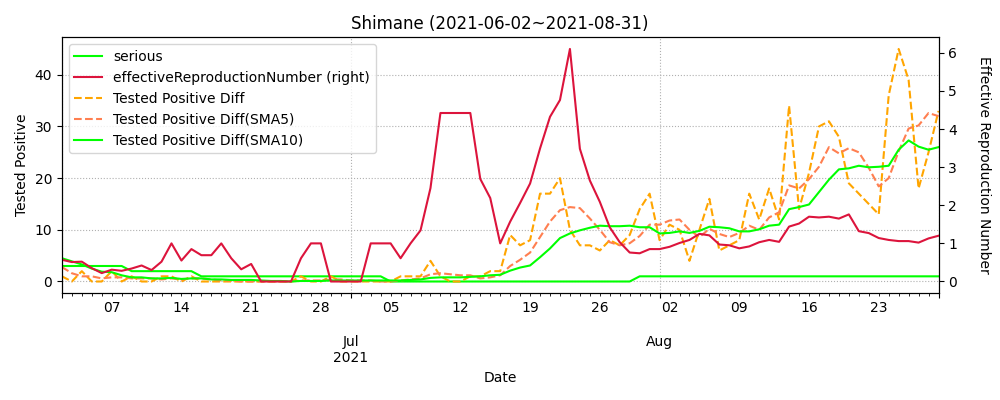 Shimane (2021-06-02~2021-08-31)
serious
effectiveReproductionNumber (right)
Tested Positive Diff
Tested Positive Diff(SMA5)
Tested Positive Diff(SMA10)
Tested Positive
40
30
20
10
0
6
5
4
3
2
1
0
Effective Reproduction Number
07 14 21 28 05 12 19 26 02 09 16 23
Jul Aug
2021
Date